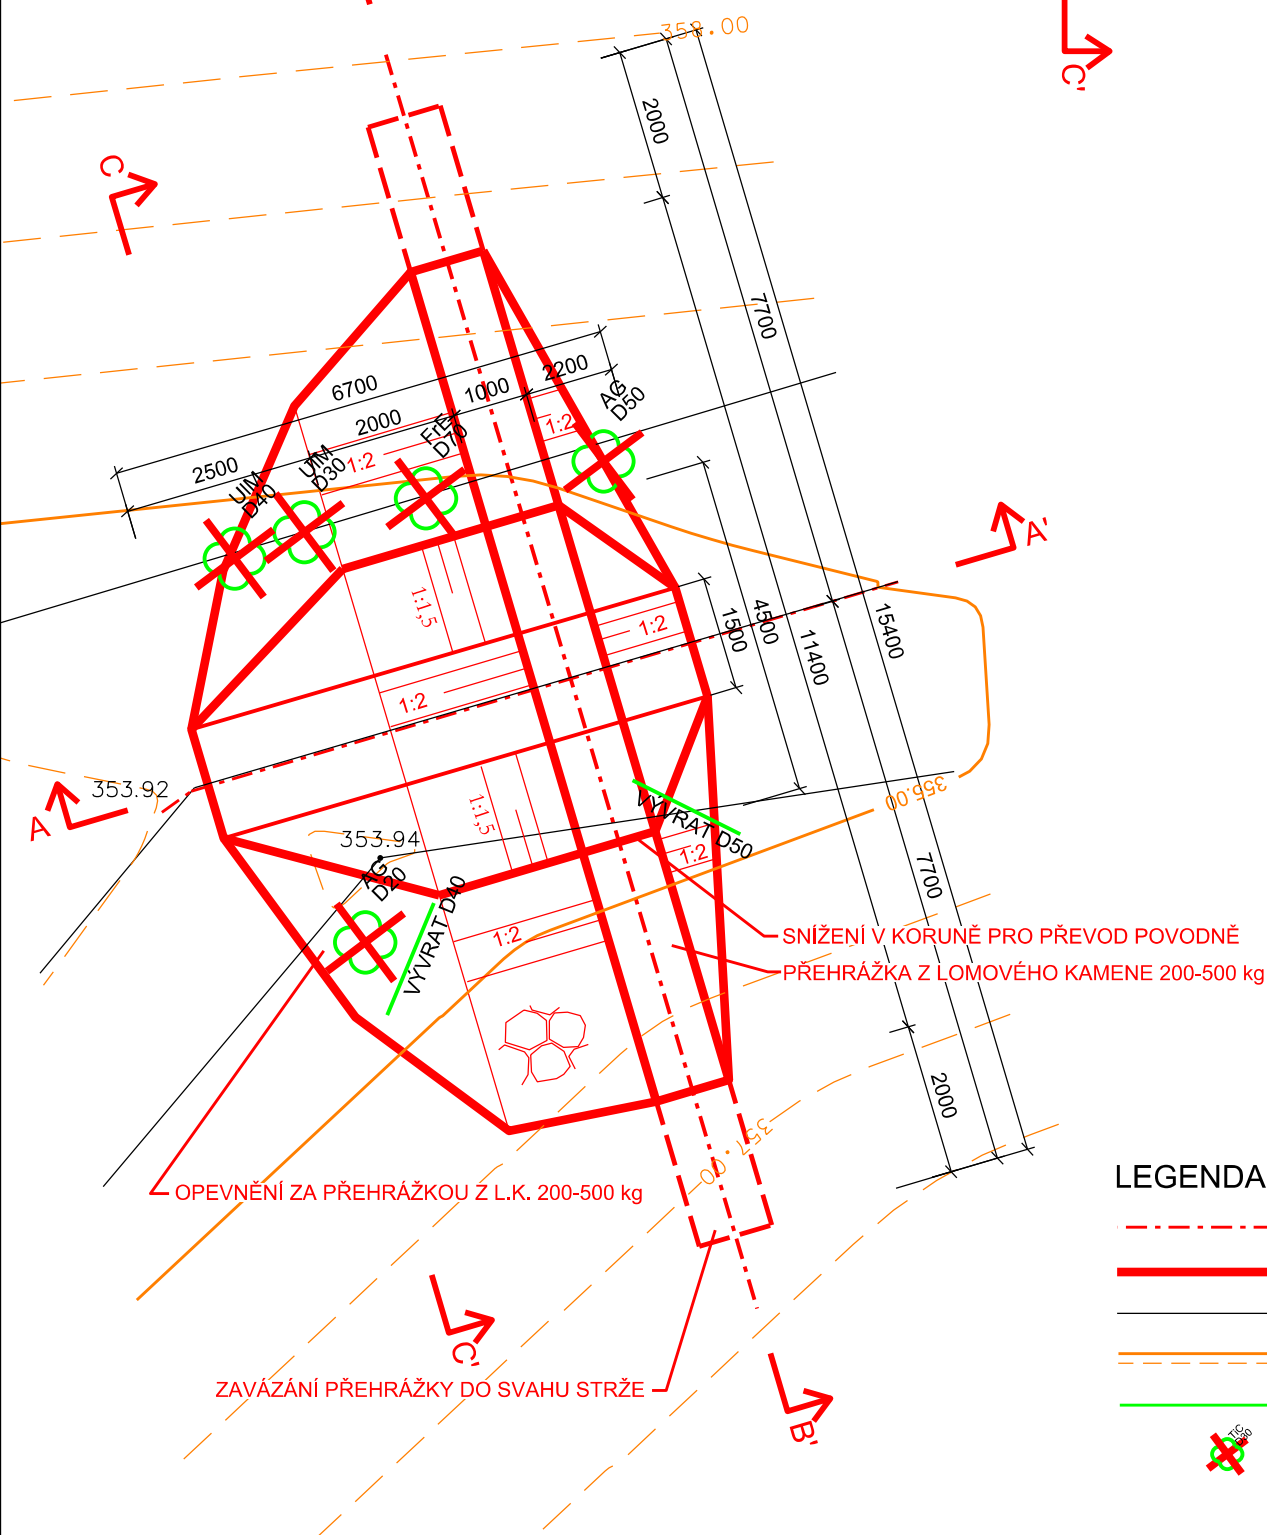 358.00
C'
2000
C
7700
2200
6700
1000
AG
D50
2000
FrE
D70
1:2
1:2
2500
UIM
D30
UIM
D40
A'
1:1,5
1:2
1500
4500
11400
15400
1:2
353.92
A
353.94
1:1,5
VÝVRAT D50
355.00
AG
D20
1:2
7700
VÝVRAT D40
1:2
SNÍŽENÍ V KORUNĚ PRO PŘEVOD POVODNĚ
PŘEHRÁŽKA Z LOMOVÉHO KAMENE 200-500 kg
2000
357.00
LEGENDA
OPEVNĚNÍ ZA PŘEHRÁŽKOU Z L.K. 200-500 kg
C'
ZAVÁZÁNÍ PŘEHRÁŽKY DO SVAHU STRŽE
B'